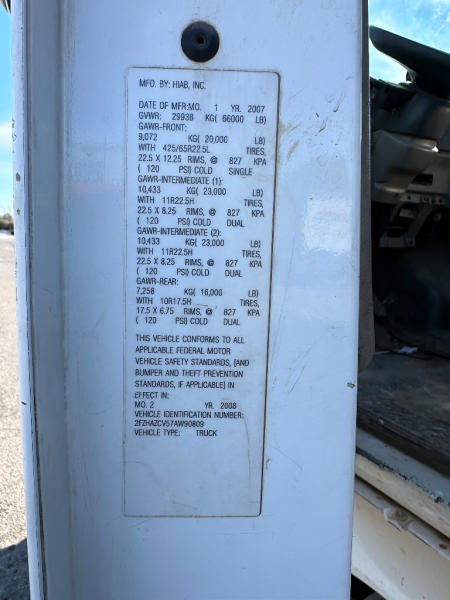 MFD. BY: HIAB, INC.
DATE OF MFR:MO. 1 YR. 2007
GVWR: 29938 KG( 66000 LB)
GAWR-FRONT:
9,072 KG( 20,000 LB)
WITH 425/65R22.5L TIRES,
22.5 X 12.25 RIMS, @ 827 KPA
( 120 PSI) COLD SINGLE
GAWR-INTERMEDIATE (1):
10,433 KG( 23,000 LB)
WITH 11R22.5H TIRES,
22.5 X 8.25 RIMS, @ 827 KPA
( 120 PSI) COLD DUAL
GAWR-INTERMEDIATE (2):
10,433 KG( 23,000 LB)
WITH 11R22.5H TIRES,
22.5 X 8.25 RIMS, @ 827 KPA
( 120 PSI) COLD DUAL
GAWR-REAR:
7,258 KG( 16,000 LB)
WITH 10R17.5H TIRES,
17.5 X 6.75 RIMS, @ 827 KPA
( 120 PSI) COLD DUAL
THIS VEHICLE CONFORMS TO ALL
APPLICABLE FEDERAL MOTOR
VEHICLE SAFETY STANDARDS, [AND
BUMPER AND THEFT PREVENTION
STANDARDS, IF APPLICABLE] IN
EFFECT IN:
MO. 2 YR. 2008
VEHICLE IDENTIFICATION NUMBER:
2FZHAZCV57AW90809
VEHICLE TYPE: TRUCK